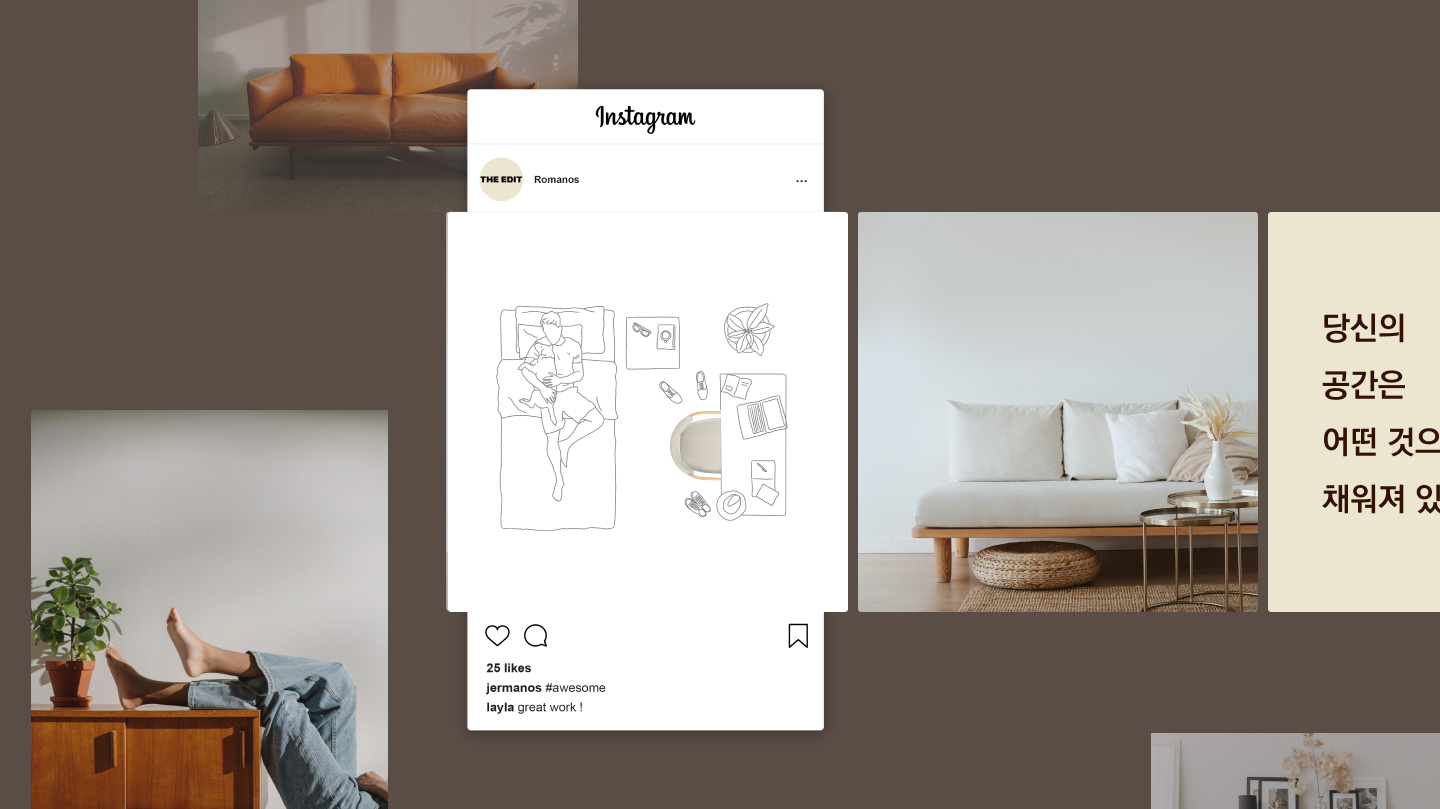 Instagram
THE EDIT
Romanos
당신의
공간은
어떤 것으
채워져 있
25 likes
jermanos #awesome
layla great work !